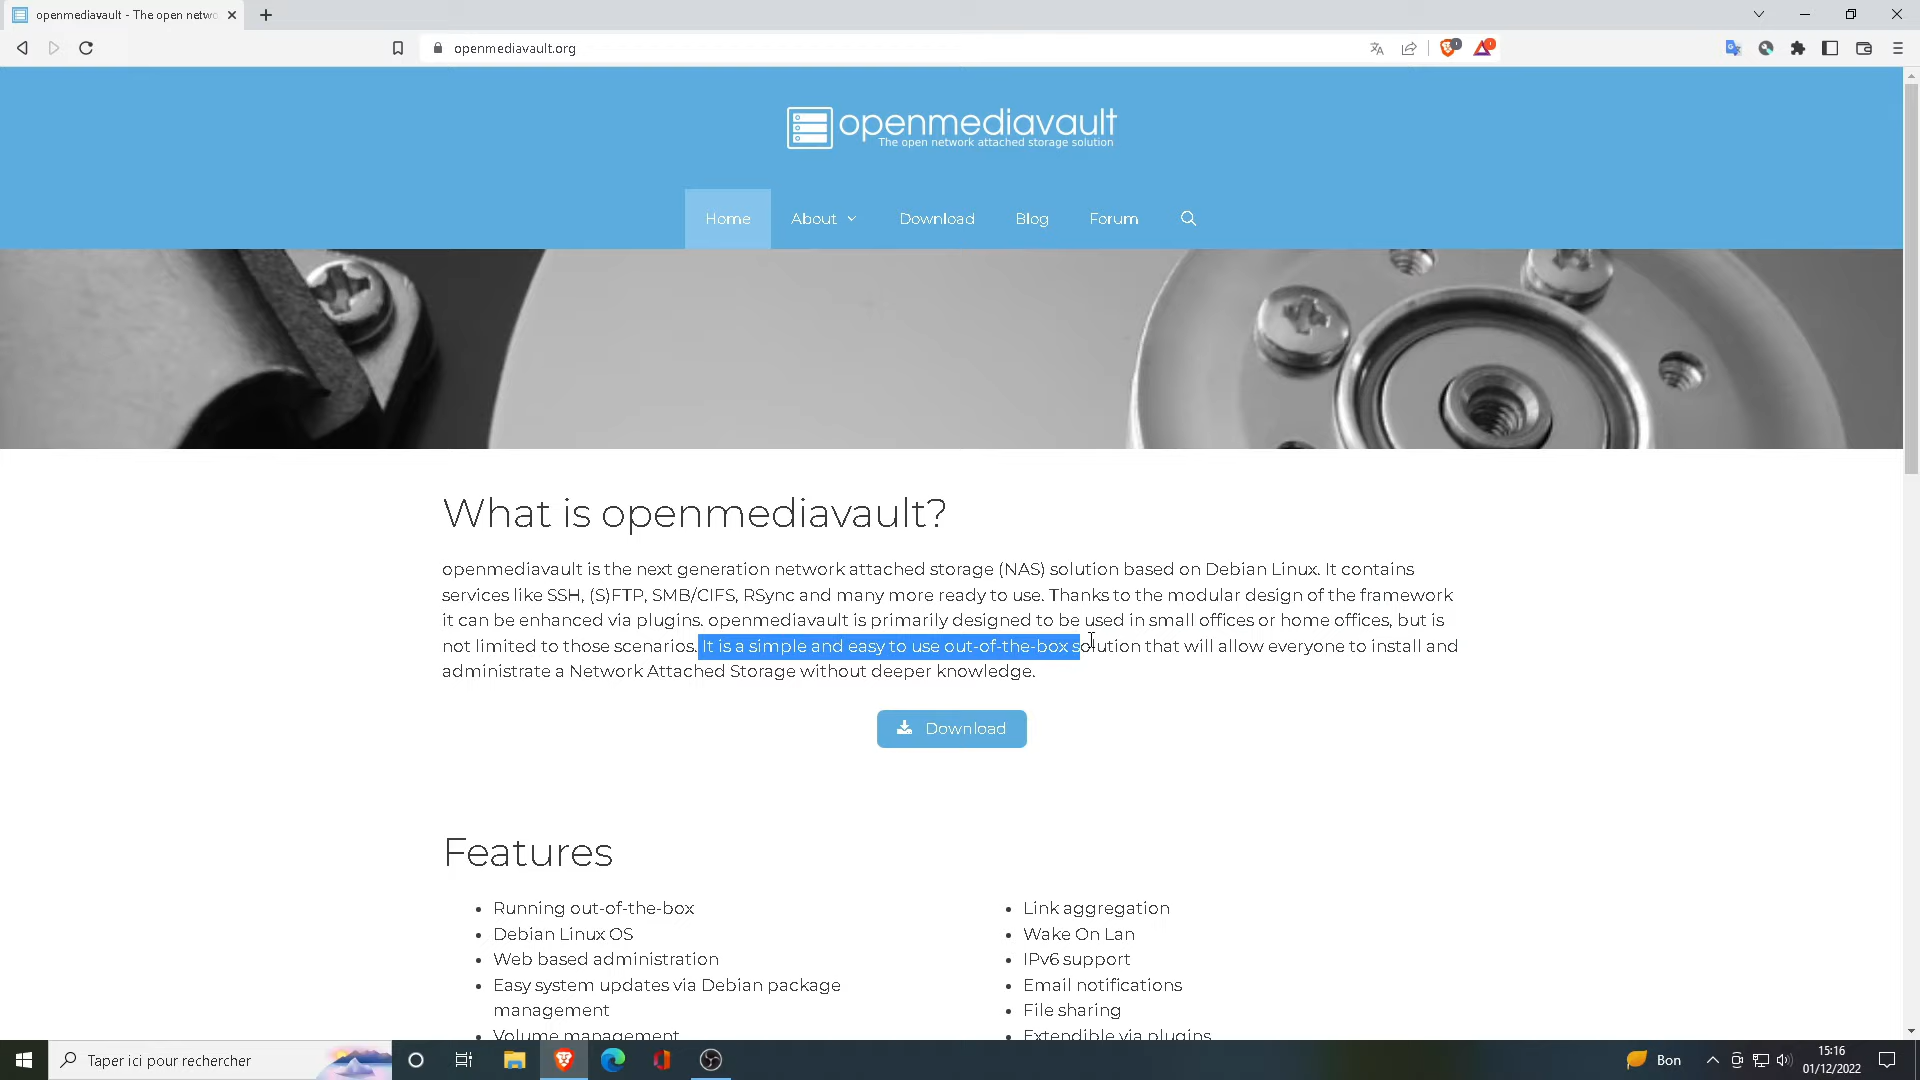 openmediavault - The open netwo
openmediavault.org
openmediavault
The open network attached storage solution
Home
About
Download
Blog
Forum
What is openmediavault?
openmediavault is the next generation network attached storage (NAS) solution based on Debian Linux. It contains
services like SSH, (S)FTP, SMB/CIFS, RSync and many more ready to use. Thanks to the modular design of the framework
it can be enhanced via plugins. openmediavault is primarily designed to be used in small offices or home offices, but is
not limited to those scenarios. It is a simple and easy to use out-of-the-box solution that will allow everyone to install and
administrate a Network Attached Storage without deeper knowledge.
Download
Features
• Running out-of-the-box
• Debian Linux OS
• Web based administration
• Easy system updates via Debian package
management
• Volume management
• Link aggregation
• Wake On Lan
• IPv6 support
• Email notifications
• File sharing
• Extendible via plugins
Taper ici pour rechercher
Bon
15:16
01/12/2022